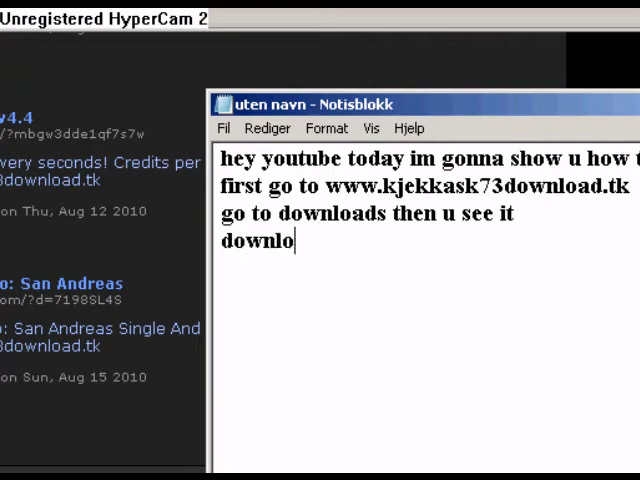 Unregistered HyperCam 2
v4.4
/?mbgw3dde1qf7s7w
very seconds! Credits per
3download.tk
on Thu, Aug 12 2010
o: San Andreas
om/?d=7198SL4S
o: San Andreas Single And
3download.tk
on Sun, Aug 15 2010
uten navn - Notisblokk
Fil Rediger Format Vis Hjelp
hey youtube today im gonna show u how t
first go to www.kjekkask73download.tk
go to downloads then u see it
downlo